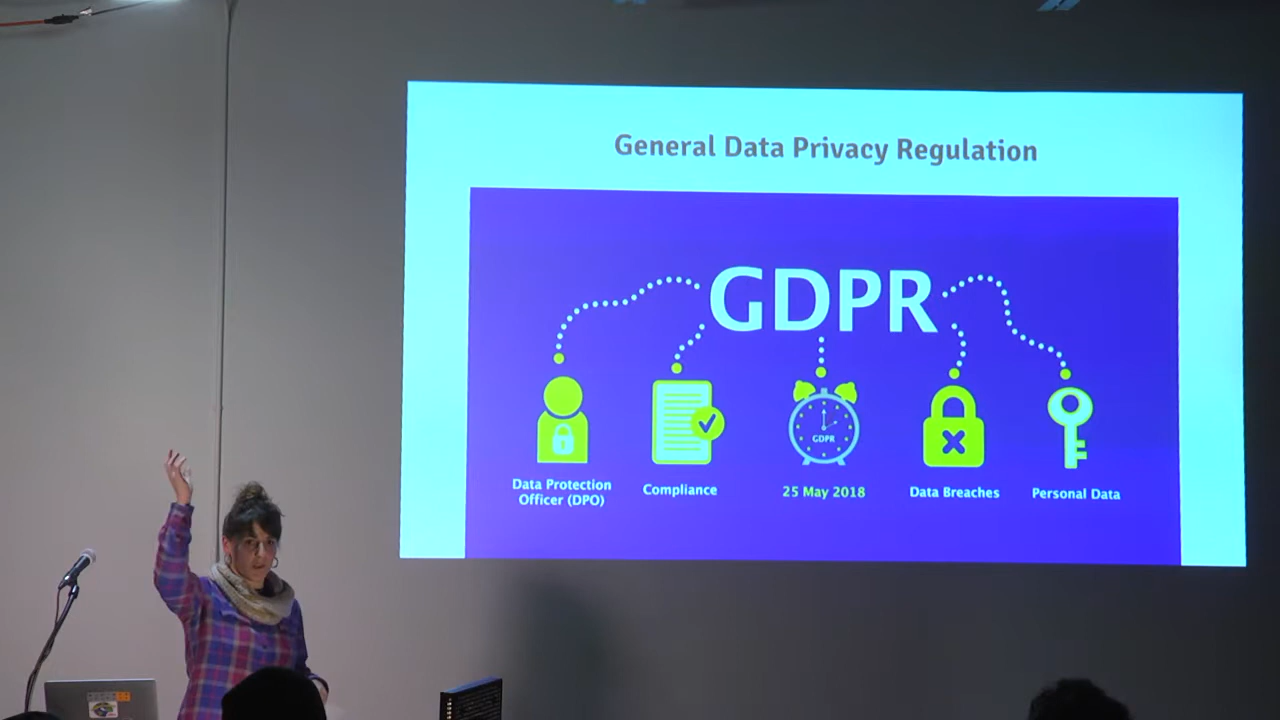 General Data Privacy Regulation
GDPR
GDPR
Data Protection
Officer (DPO)
Compliance
25 May 2018
Data Breaches
Personal Data